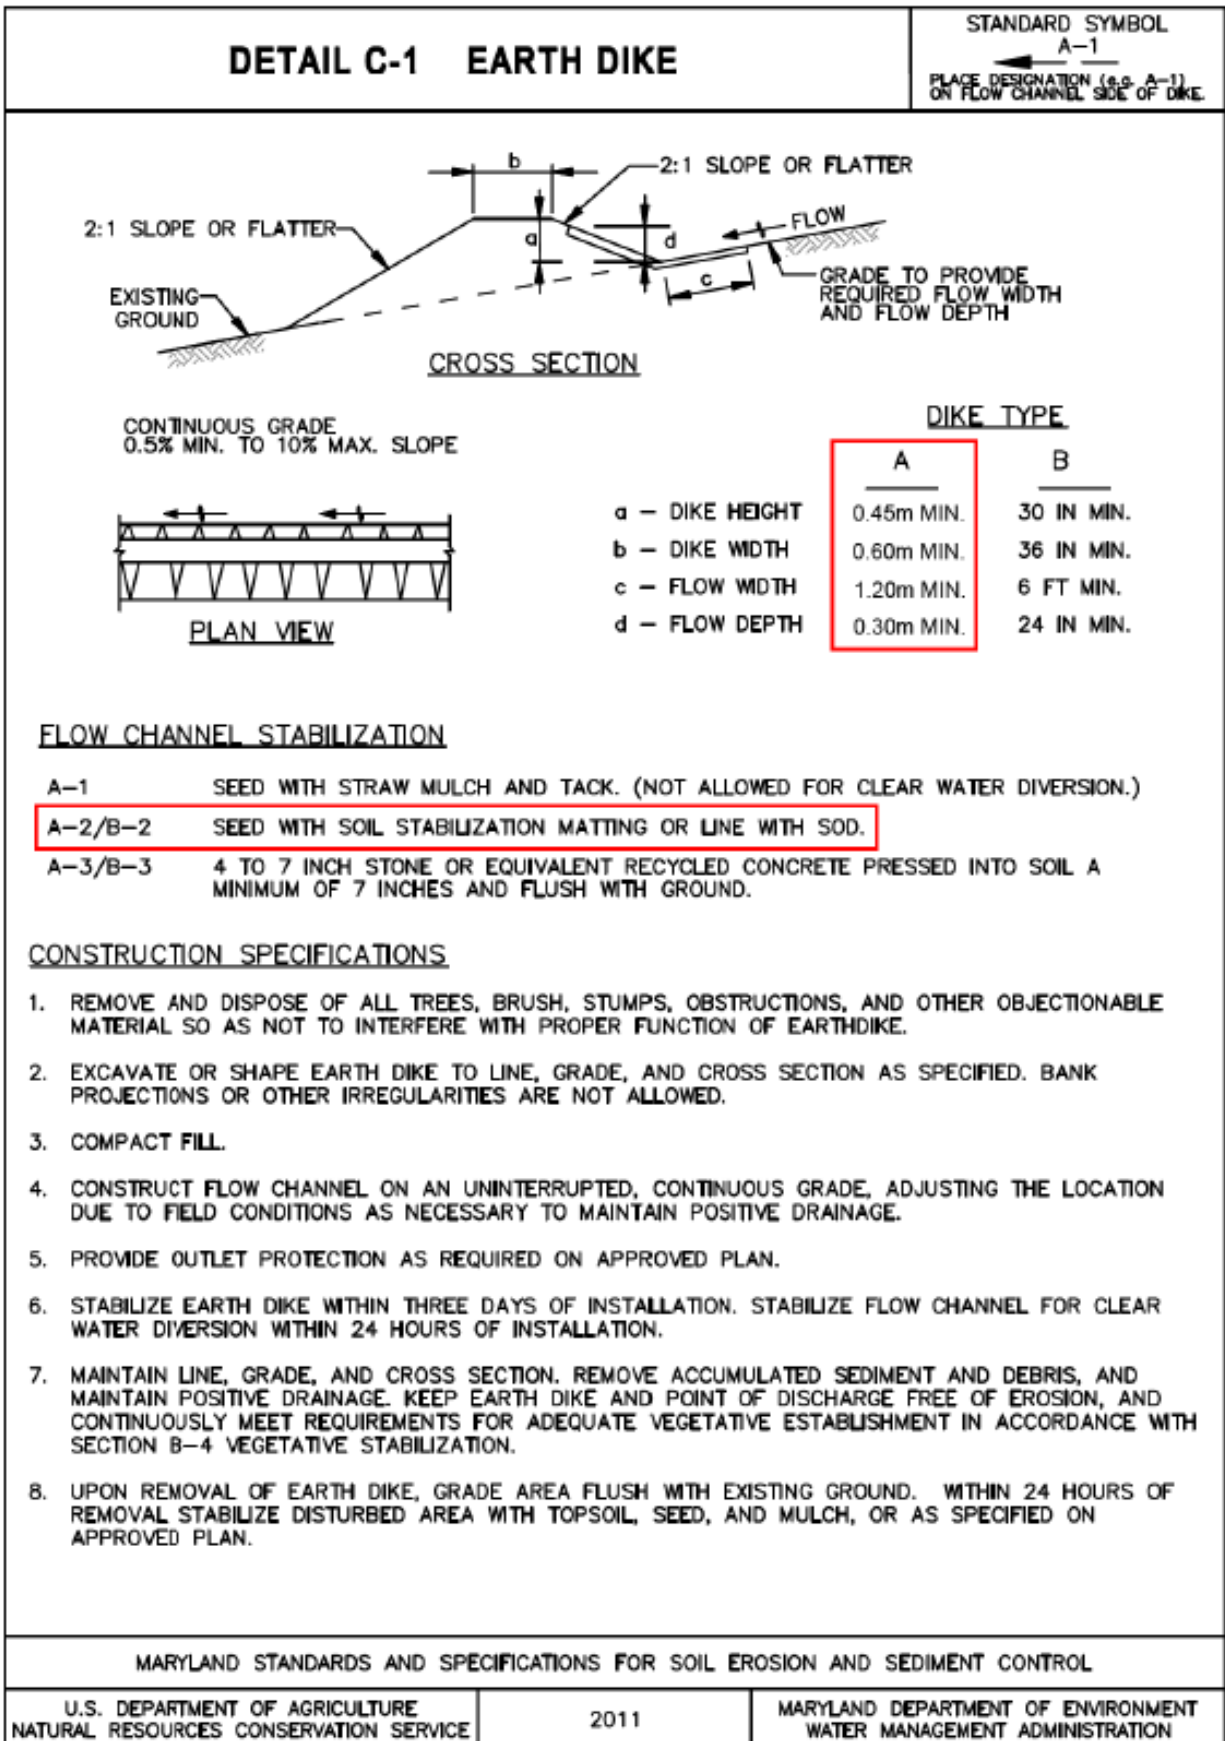 DETAIL C-1 EARTH DIKE
STANDARD SYMBOL
A-1
PLACE DESIGNATION (e.g. A-1)
ON FLOW CHANNEL SIDE OF DIKE.
b
2:1 SLOPE OR FLATTER
2:1 SLOPE OR FLATTER
FLOW
a
d
c
EXISTING
GROUND
GRADE TO PROVIDE
REQUIRED FLOW WIDTH
AND FLOW DEPTH
CROSS SECTION
CONTINUOUS GRADE
0.5% MIN. TO 10% MAX. SLOPE
PLAN VIEW
DIKE TYPE
A B
a - DIKE HEIGHT 0.45m MIN. 30 IN MIN.
b - DIKE WIDTH 0.60m MIN. 36 IN MIN.
c - FLOW WIDTH 1.20m MIN. 6 FT MIN.
d - FLOW DEPTH 0.30m MIN. 24 IN MIN.
FLOW CHANNEL STABILIZATION
A-1 SEED WITH STRAW MULCH AND TACK. (NOT ALLOWED FOR CLEAR WATER DIVERSION.)
A-2/B-2 SEED WITH SOIL STABILIZATION MATTING OR LINE WITH SOD.
A-3/B-3 4 TO 7 INCH STONE OR EQUIVALENT RECYCLED CONCRETE PRESSED INTO SOIL A
MINIMUM OF 7 INCHES AND FLUSH WITH GROUND.
CONSTRUCTION SPECIFICATIONS
1. REMOVE AND DISPOSE OF ALL TREES, BRUSH, STUMPS, OBSTRUCTIONS, AND OTHER OBJECTIONABLE
MATERIAL SO AS NOT TO INTERFERE WITH PROPER FUNCTION OF EARTHDIKE.
2. EXCAVATE OR SHAPE EARTH DIKE TO LINE, GRADE, AND CROSS SECTION AS SPECIFIED. BANK
PROJECTIONS OR OTHER IRREGULARITIES ARE NOT ALLOWED.
3. COMPACT FILL.
4. CONSTRUCT FLOW CHANNEL ON AN UNINTERRUPTED, CONTINUOUS GRADE, ADJUSTING THE LOCATION
DUE TO FIELD CONDITIONS AS NECESSARY TO MAINTAIN POSITIVE DRAINAGE.
5. PROVIDE OUTLET PROTECTION AS REQUIRED ON APPROVED PLAN.
6. STABILIZE EARTH DIKE WITHIN THREE DAYS OF INSTALLATION. STABILIZE FLOW CHANNEL FOR CLEAR
WATER DIVERSION WITHIN 24 HOURS OF INSTALLATION.
7. MAINTAIN LINE, GRADE, AND CROSS SECTION. REMOVE ACCUMULATED SEDIMENT AND DEBRIS, AND
MAINTAIN POSITIVE DRAINAGE. KEEP EARTH DIKE AND POINT OF DISCHARGE FREE OF EROSION, AND
CONTINUOUSLY MEET REQUIREMENTS FOR ADEQUATE VEGETATIVE ESTABLISHMENT IN ACCORDANCE WITH
SECTION B-4 VEGETATIVE STABILIZATION.
8. UPON REMOVAL OF EARTH DIKE, GRADE AREA FLUSH WITH EXISTING GROUND. WITHIN 24 HOURS OF
REMOVAL STABILIZE DISTURBED AREA WITH TOPSOIL, SEED, AND MULCH, OR AS SPECIFIED ON
APPROVED PLAN.
MARYLAND STANDARDS AND SPECIFICATIONS FOR SOIL EROSION AND SEDIMENT CONTROL
U.S. DEPARTMENT OF AGRICULTURE
NATURAL RESOURCES CONSERVATION SERVICE
2011
MARYLAND DEPARTMENT OF ENVIRONMENT
WATER MANAGEMENT ADMINISTRATION